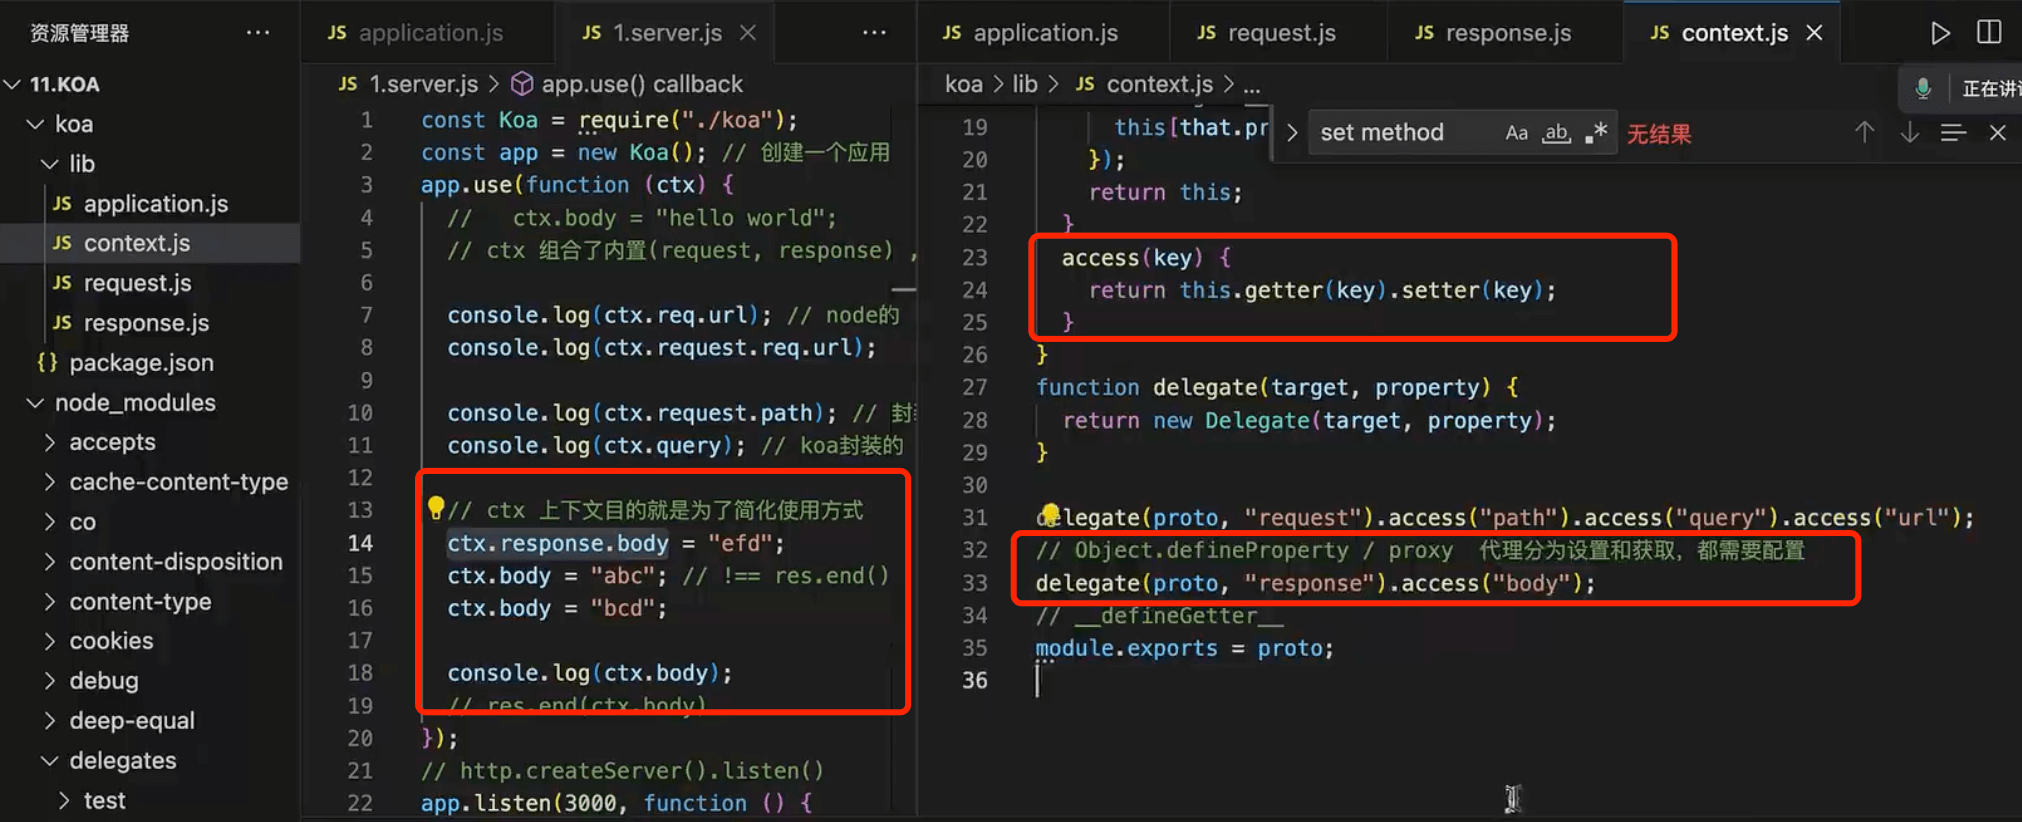 资源管理器 ···
11.KOA
koa
lib
JS application.js
JS context.js
JS request.js
JS response.js
{} package.json
node_modules
accepts
cache-content-type
co
content-disposition
content-type
cookies
debug
deep-equal
delegates
test
JS application.js JS 1.server.js × ···
JS 1.server.js > app.use() callback
1 const Koa = require("./koa");
2 const app = new Koa(); // 创建一个应用
3 app.use(function (ctx) {
4 // ctx.body = "hello world";
5 // ctx 组合了内置(request, response) ,
6
7 console.log(ctx.req.url); // node的
8 console.log(ctx.request.req.url);
9
10 console.log(ctx.request.path); // 封
11 console.log(ctx.query); // koa封装的
12
13 // ctx 上下文目的就是为了简化使用方式
14 ctx.response.body = "efd";
15 ctx.body = "abc"; // !== res.end()
16 ctx.body = "bcd";
17
18 console.log(ctx.body);
19 // res.end(ctx.body)
20 });
21 // http.createServer().listen()
22 app.listen(3000, function () {
JS application.js JS request.js JS response.js JS context.js ×
koa > lib > JS context.js > ...
正在讲
set method Aa ab .* 无结果
19 this[that.pr
20 });
21 return this;
22 }
23 access(key) {
24 return this.getter(key).setter(key);
25 }
26 }
27 function delegate(target, property) {
28 return new Delegate(target, property);
29 }
30
31 delegate(proto, "request").access("path").access("query").access("url");
32 // Object.defineProperty / proxy 代理分为设置和获取，都需要配置
33 delegate(proto, "response").access("body");
34 // __defineGetter__
35 module.exports = proto;
36